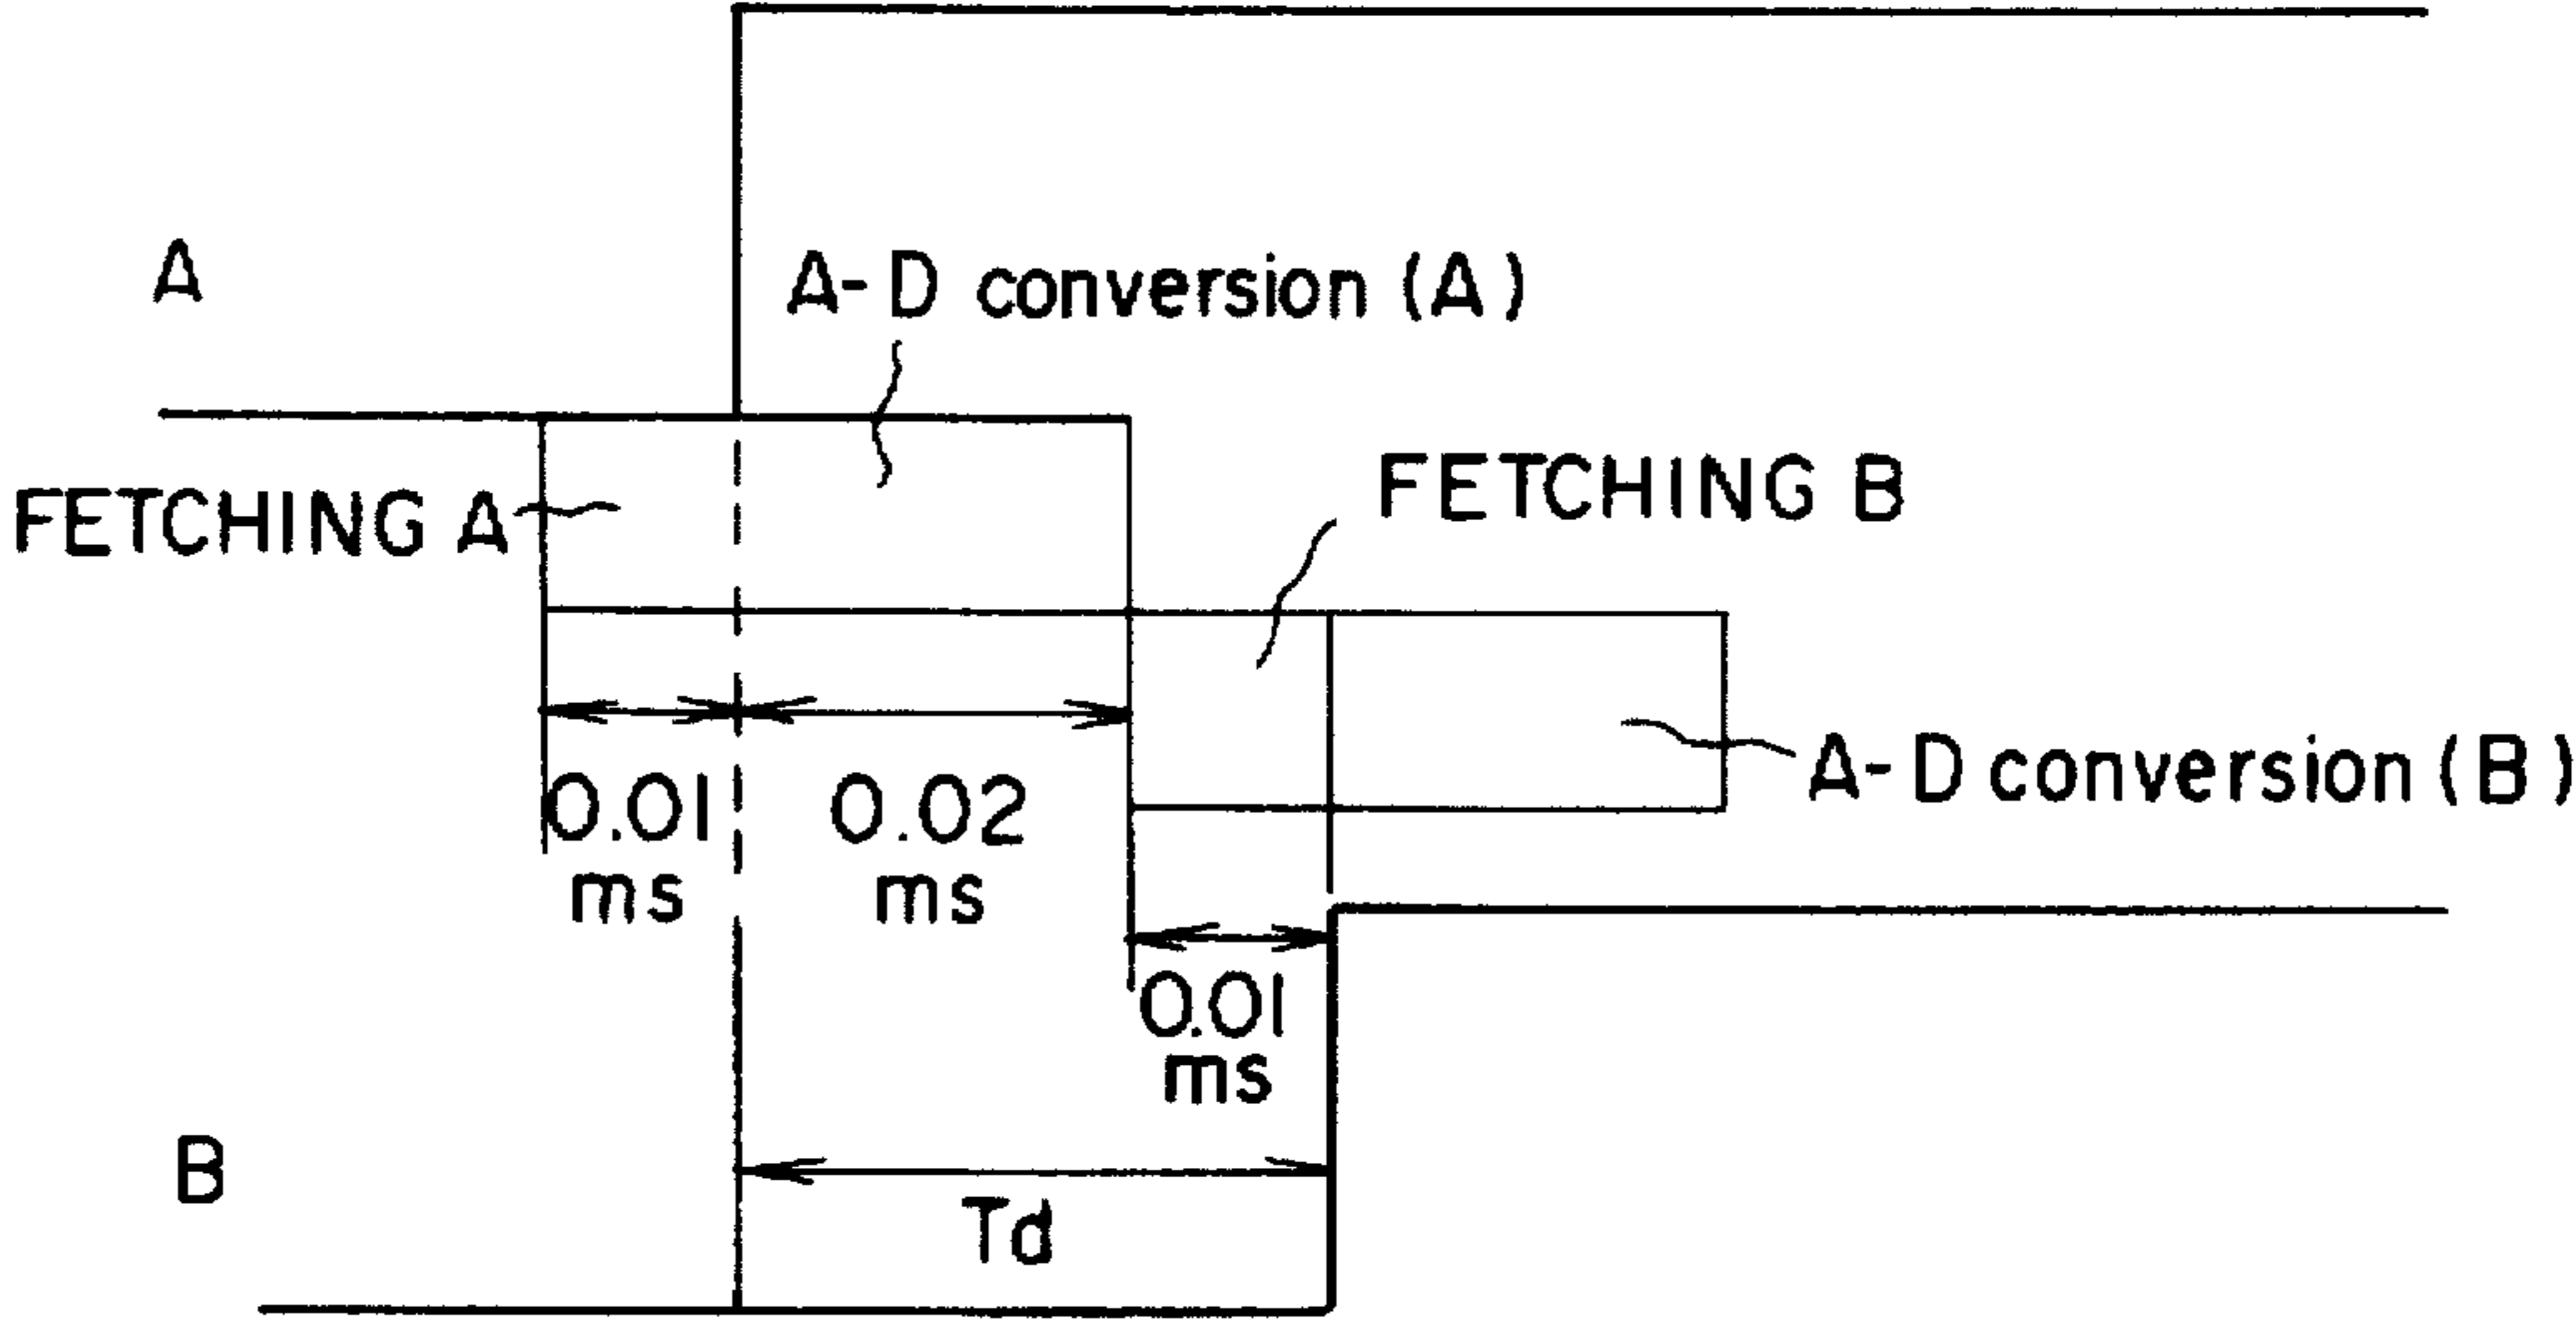 A
A-D conversion (A)
FETCHING A
FETCHING B
0.01
ms
0.02
ms
A-D conversion (B)
0.01
ms
B
Td